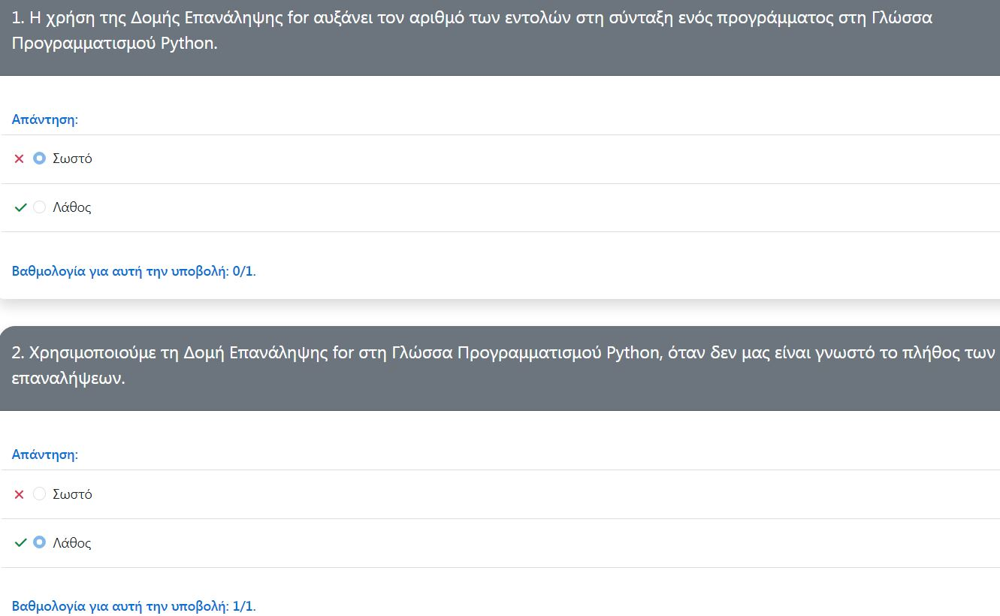 1. Η χρήση της Δομής Επανάληψης for αυξάνει τον αριθμό των εντολών στη σύνταξη ενός προγράμματος στη Γλώσσα
Προγραμματισμού Python.
Απάντηση:
Σωστό
Λάθος
Βαθμολογία για αυτή την υποβολή: 0/1.
2. Χρησιμοποιούμε τη Δομή Επανάληψης for στη Γλώσσα Προγραμματισμού Python, όταν δεν μας είναι γνωστό το πλήθος των
επαναλήψεων.
Απάντηση:
Σωστό
Λάθος
Βαθμολογία για αυτή την υποβολή: 1/1.